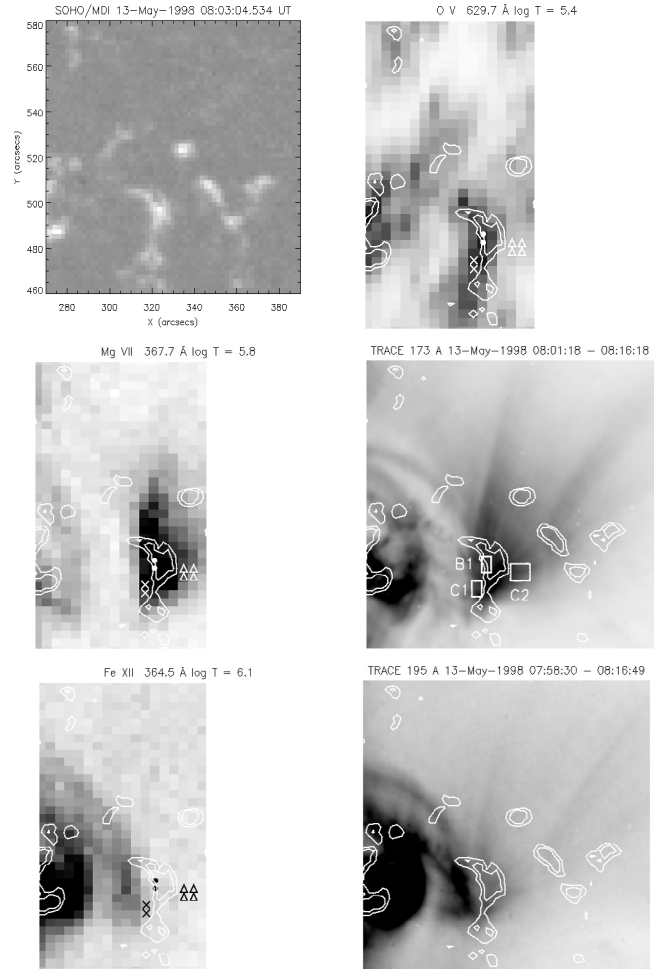 SOHO/MDI 13-May-1998 08:03:04.534 UT
580
560
540
520
500
480
460
Y (arcsecs)
280 300 320 340 360 380
X (arcsecs)
O V 629.7 Å log T = 5.4
Mg VII 367.7 Å log T = 5.8
TRACE 173 A 13-May-1998 08:01:18 - 08:16:18
B1
C1
C2
Fe XII 364.5 Å log T = 6.1
TRACE 195 A 13-May-1998 07:58:30 - 08:16:49